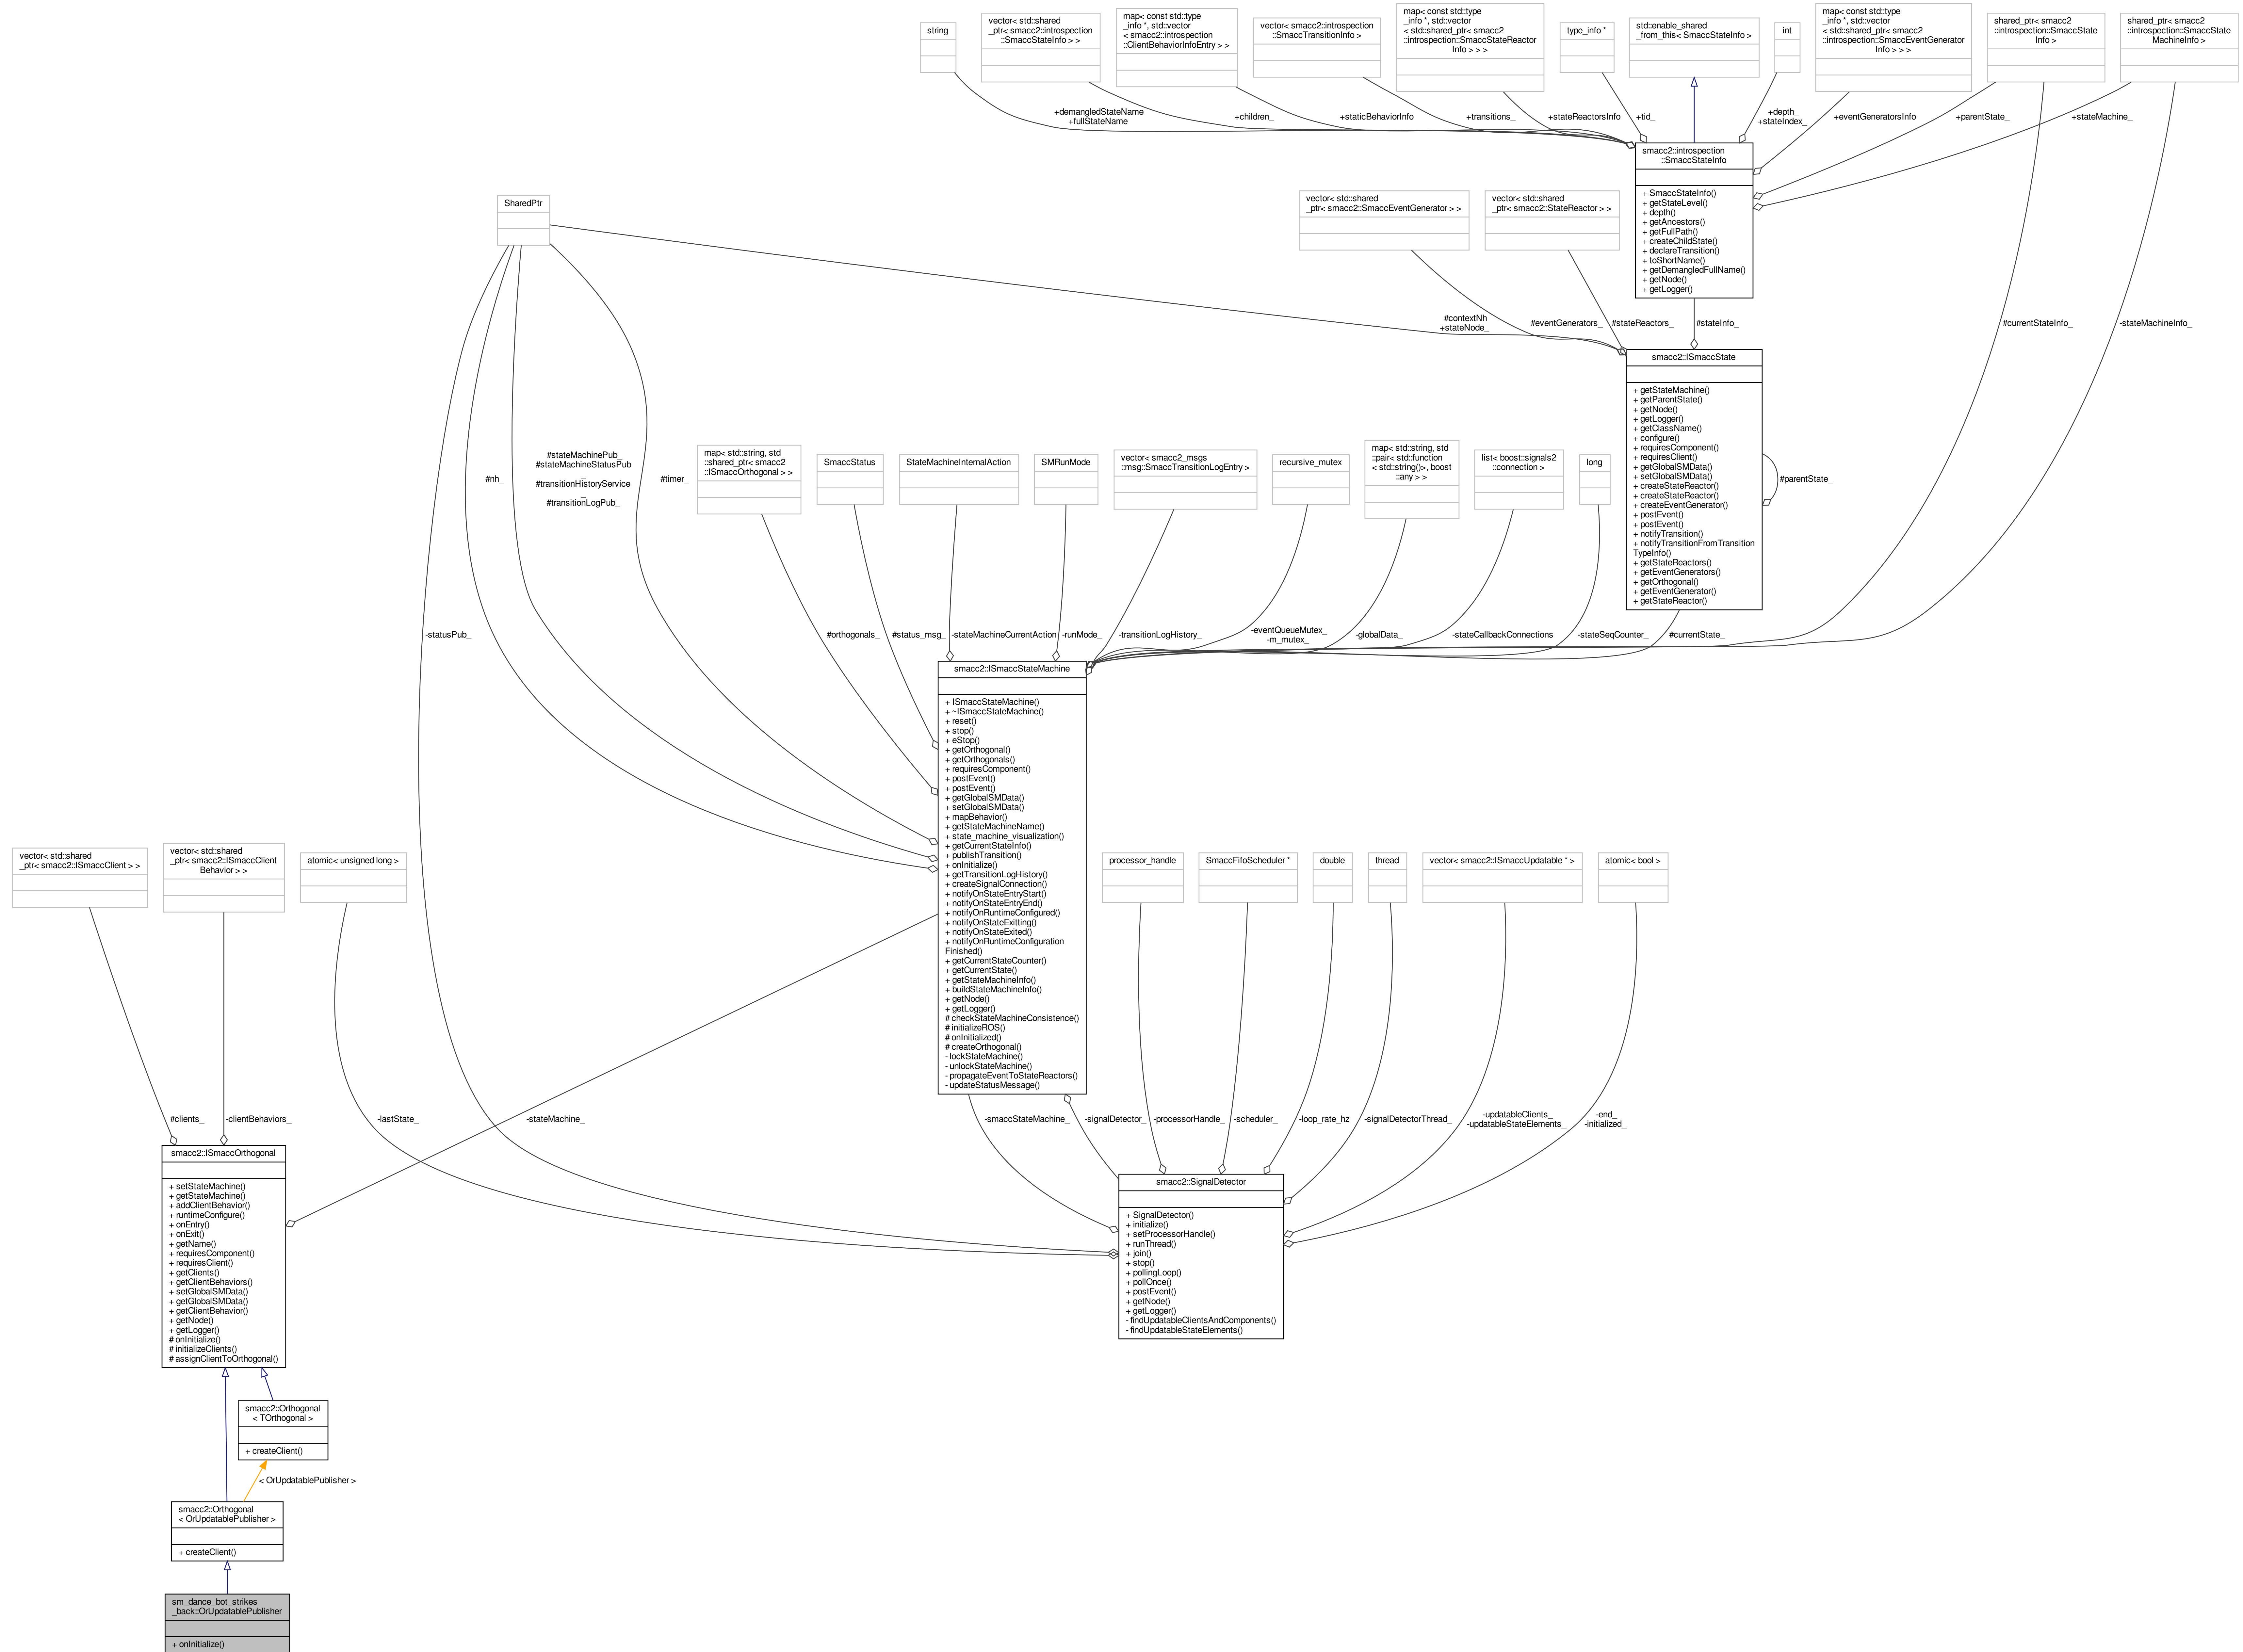 string
vector< std::shared
_ptr< smacc2::introspection
::SmaccStateInfo > >
map< const std::type
_info *, std::vector
< smacc2::introspection
::ClientBehaviorInfoEntry > >
vector< smacc2::introspection
::SmaccTransitionInfo >
map< const std::type
_info *, std::vector
< std::shared_ptr< smacc2
::introspection::SmaccStateReactor
Info > > >
type_info *
std::enable_shared
_from_this< SmaccStateInfo >
int
map< const std::type
_info *, std::vector
< std::shared_ptr< smacc2
::introspection::SmaccEventGenerator
Info > > >
shared_ptr< smacc2
::introspection::SmaccState
Info >
shared_ptr< smacc2
::introspection::SmaccState
MachineInfo >
+demangledStateName
+fullStateName
+children_
+staticBehaviorInfo
+transitions_
+stateReactorsInfo
+tid_
+depth_
+stateIndex_
+eventGeneratorsInfo
+parentState_
+stateMachine_
smacc2::introspection
::SmaccStateInfo
+ SmaccStateInfo()
+ getStateLevel()
+ depth()
+ getAncestors()
+ getFullPath()
+ createChildState()
+ declareTransition()
+ toShortName()
+ getDemangledFullName()
+ getNode()
+ getLogger()
SharedPtr
vector< std::shared
_ptr< smacc2::SmaccEventGenerator > >
vector< std::shared
_ptr< smacc2::StateReactor > >
#contextNh
+stateNode_
#eventGenerators_
#stateReactors_
#stateInfo_
#currentStateInfo_
-stateMachineInfo_
smacc2::ISmaccState
+ getStateMachine()
+ getParentState()
+ getNode()
+ getLogger()
+ getClassName()
+ configure()
+ requiresComponent()
+ requiresClient()
+ getGlobalSMData()
+ setGlobalSMData()
+ createStateReactor()
+ createStateReactor()
+ createEventGenerator()
+ postEvent()
+ postEvent()
+ notifyTransition()
+ notifyTransitionFromTransition
TypeInfo()
+ getStateReactors()
+ getEventGenerators()
+ getOrthogonal()
+ getEventGenerator()
+ getStateReactor()
#parentState_
#nh_
#stateMachinePub_
#stateMachineStatusPub
_
#transitionHistoryService
_
#transitionLogPub_
#timer_
map< std::string, std
::shared_ptr< smacc2
::ISmaccOrthogonal > >
SmaccStatus
StateMachineInternalAction
SMRunMode
vector< smacc2_msgs
::msg::SmaccTransitionLogEntry >
recursive_mutex
map< std::string, std
::pair< std::function
< std::string()>, boost
::any > >
list< boost::signals2
::connection >
long
-statusPub_
#orthogonals_
#status_msg_
-stateMachineCurrentAction
-runMode_
-transitionLogHistory_
-eventQueueMutex_
-m_mutex_
-globalData_
-stateCallbackConnections
-stateSeqCounter_
#currentState_
smacc2::ISmaccStateMachine
+ ISmaccStateMachine()
+ ~ISmaccStateMachine()
+ reset()
+ stop()
+ eStop()
+ getOrthogonal()
+ getOrthogonals()
+ requiresComponent()
+ postEvent()
+ postEvent()
+ getGlobalSMData()
+ setGlobalSMData()
+ mapBehavior()
+ getStateMachineName()
+ state_machine_visualization()
+ getCurrentStateInfo()
+ publishTransition()
+ onInitialize()
+ getTransitionLogHistory()
+ createSignalConnection()
+ notifyOnStateEntryStart()
+ notifyOnStateEntryEnd()
+ notifyOnRuntimeConfigured()
+ notifyOnStateExitting()
+ notifyOnStateExited()
+ notifyOnRuntimeConfiguration
Finished()
+ getCurrentStateCounter()
+ getCurrentState()
+ getStateMachineInfo()
+ buildStateMachineInfo()
+ getNode()
+ getLogger()
# checkStateMachineConsistence()
# initializeROS()
# onInitialized()
# createOrthogonal()
- lockStateMachine()
- unlockStateMachine()
- propagateEventToStateReactors()
- updateStatusMessage()
vector< std::shared
_ptr< smacc2::ISmaccClient > >
vector< std::shared
_ptr< smacc2::ISmaccClient
Behavior > >
atomic< unsigned long >
processor_handle
SmaccFifoScheduler *
double
thread
vector< smacc2::ISmaccUpdatable * >
atomic< bool >
#clients_
-clientBehaviors_
-lastState_
-stateMachine_
-smaccStateMachine_
-signalDetector_
-processorHandle_
-scheduler_
-loop_rate_hz
-signalDetectorThread_
-updatableClients_
-updatableStateElements_
-end_
-initialized_
smacc2::ISmaccOrthogonal
+ setStateMachine()
+ getStateMachine()
+ addClientBehavior()
+ runtimeConfigure()
+ onEntry()
+ onExit()
+ getName()
+ requiresComponent()
+ requiresClient()
+ getClients()
+ getClientBehaviors()
+ setGlobalSMData()
+ getGlobalSMData()
+ getClientBehavior()
+ getNode()
+ getLogger()
# onInitialize()
# initializeClients()
# assignClientToOrthogonal()
smacc2::SignalDetector
+ SignalDetector()
+ initialize()
+ setProcessorHandle()
+ runThread()
+ join()
+ stop()
+ pollingLoop()
+ pollOnce()
+ postEvent()
+ getNode()
+ getLogger()
- findUpdatableClientsAndComponents()
- findUpdatableStateElements()
smacc2::Orthogonal
< TOrthogonal >
+ createClient()
< OrUpdatablePublisher >
smacc2::Orthogonal
< OrUpdatablePublisher >
+ createClient()
sm_dance_bot_strikes
_back::OrUpdatablePublisher
+ onInitialize()